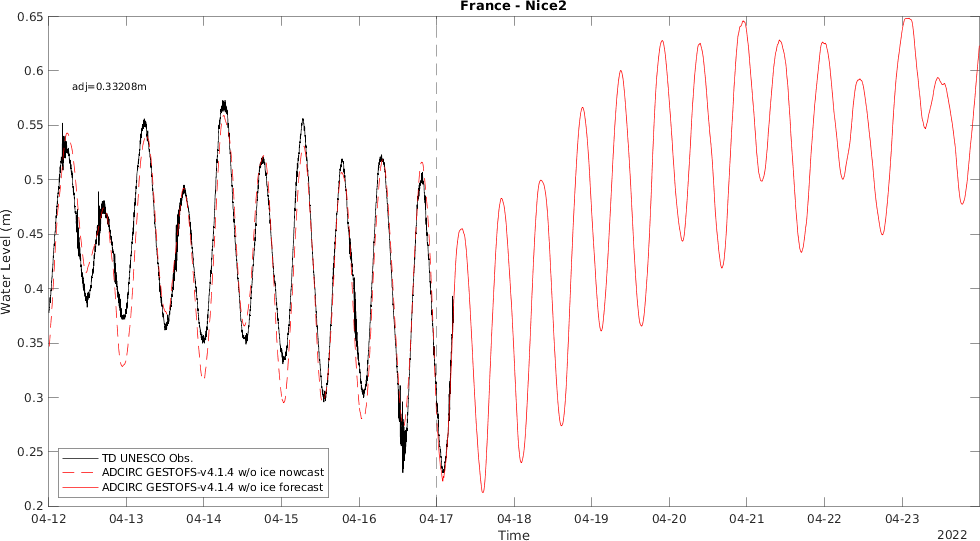 France - Nice2
0.65
0.6
0.55
0.5
0.45
0.4
0.35
0.3
0.25
0.2
Water Level (m)
adj=0.33208m
TD UNESCO Obs.
ADCIRC GESTOFS-v4.1.4 w/o ice nowcast
ADCIRC GESTOFS-v4.1.4 w/o ice forecast
04-12 04-13 04-14 04-15 04-16 04-17 04-18 04-19 04-20 04-21 04-22 04-23
Time
2022